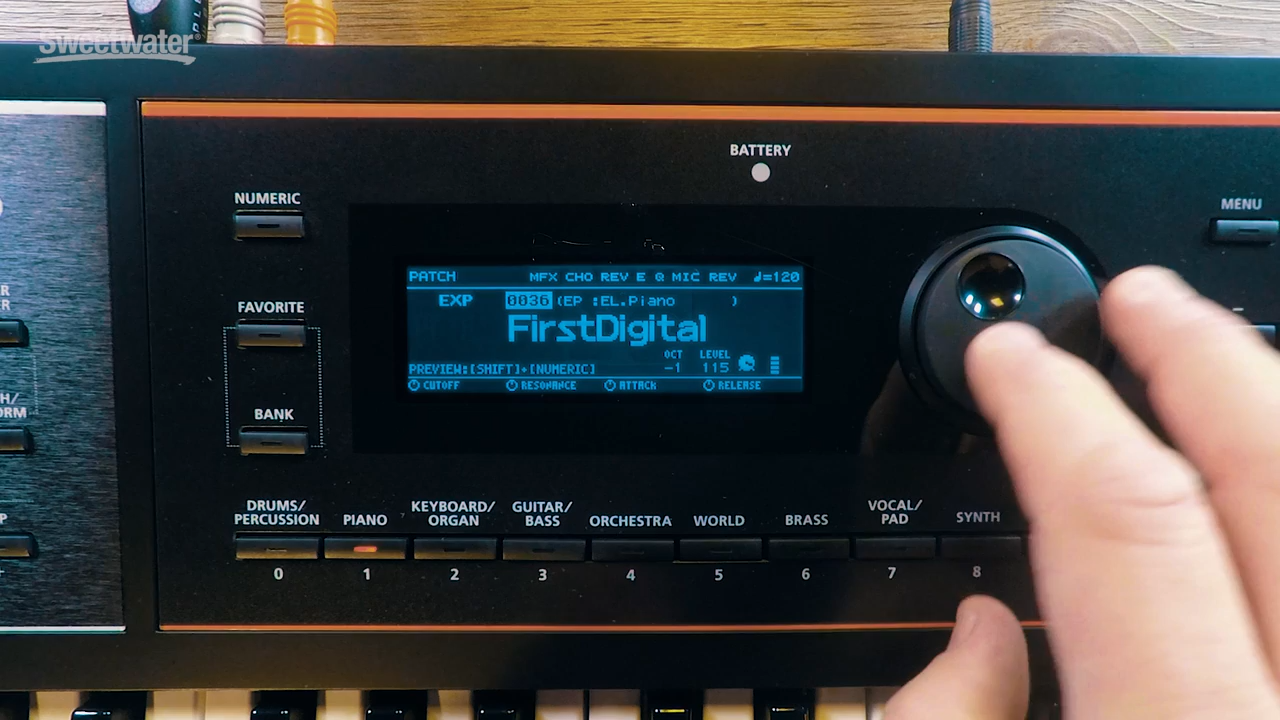 Sweetwater
BATTERY
NUMERIC
MENU
PATCH MFX CHO REV E Q MIC REV ♩=120
EXP 0036 (EP :EL.Piano )
FirstDigital
OCT LEVEL
PREVIEW:[SHIFT]+[NUMERIC] -1 115
CUTOFF RESONANCE ATTACK RELEASE
FAVORITE
BANK
DRUMS/
PERCUSSION
PIANO
KEYBOARD/
ORGAN
GUITAR/
BASS
ORCHESTRA
WORLD
BRASS
VOCAL/
PAD
SYNTH
0 1 2 3 4 5 6 7 8